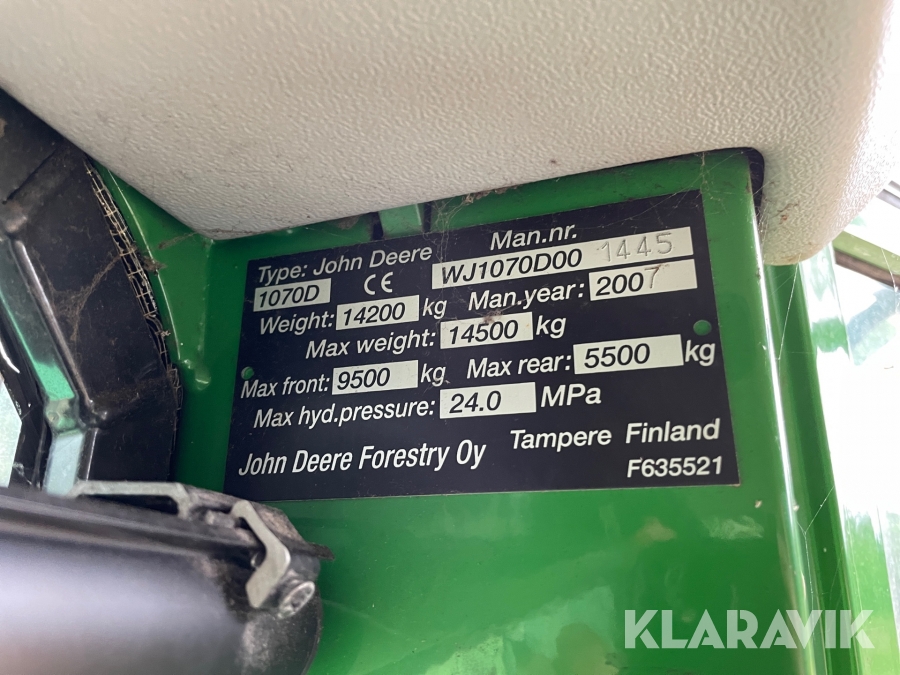 Type: John Deere Man.nr.
1070D CE WJ1070D00 1445
Weight: 14200 kg Man.year: 2007
Max weight: 14500 kg
Max front: 9500 kg Max rear: 5500 kg
Max hyd.pressure: 24.0 MPa
John Deere Forestry Oy Tampere Finland
F635521
KLARAVIK